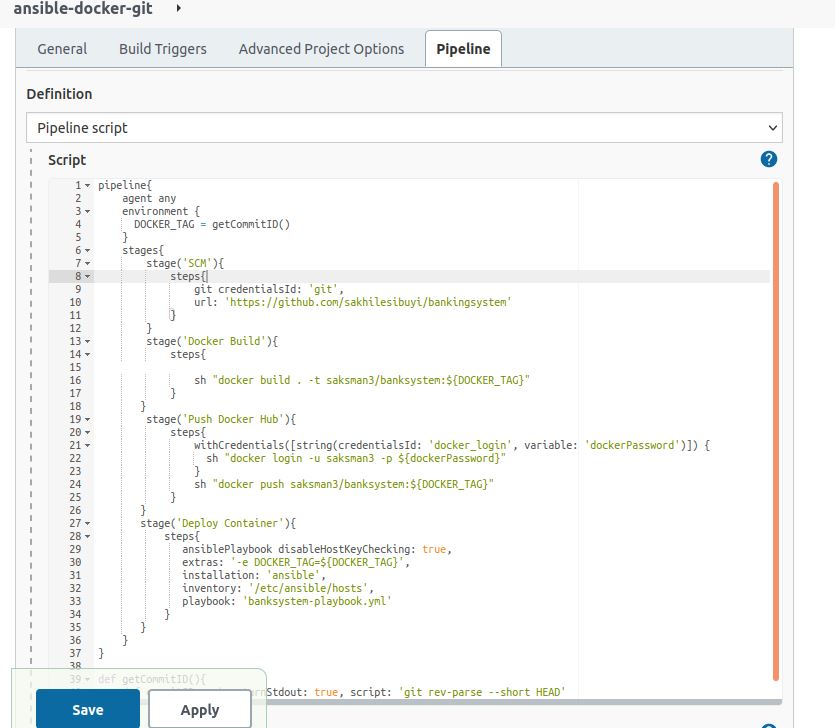 ansible-docker-git
General Build Triggers Advanced Project Options Pipeline
Definition
Pipeline script
Script
?
1 pipeline{
2 agent any
3 environment {
4 DOCKER_TAG = getCommitID()
5 }
6 stages{
7 stage('SCM'){
8 steps{
9 git credentialsId: 'git',
10 url: 'https://github.com/sakhilesibuyi/bankingsystem'
11 }
12 }
13 stage('Docker Build'){
14 steps{
15
16 sh "docker build . -t saksman3/banksystem:${DOCKER_TAG}"
17 }
18 }
19 stage('Push Docker Hub'){
20 steps{
21 withCredentials([string(credentialsId: 'docker_login', variable: 'dockerPassword')]) {
22 sh "docker login -u saksman3 -p ${dockerPassword}"
23 }
24 sh "docker push saksman3/banksystem:${DOCKER_TAG}"
25 }
26 }
27 stage('Deploy Container'){
28 steps{
29 ansiblePlaybook disableHostKeyChecking: true,
30 extras: '-e DOCKER_TAG=${DOCKER_TAG}',
31 installation: 'ansible',
32 inventory: '/etc/ansible/hosts',
33 playbook: 'banksystem-playbook.yml'
34 }
35 }
36 }
37 }
38
39 def getCommitID(){
rnStdout: true, script: 'git rev-parse --short HEAD'
Save Apply